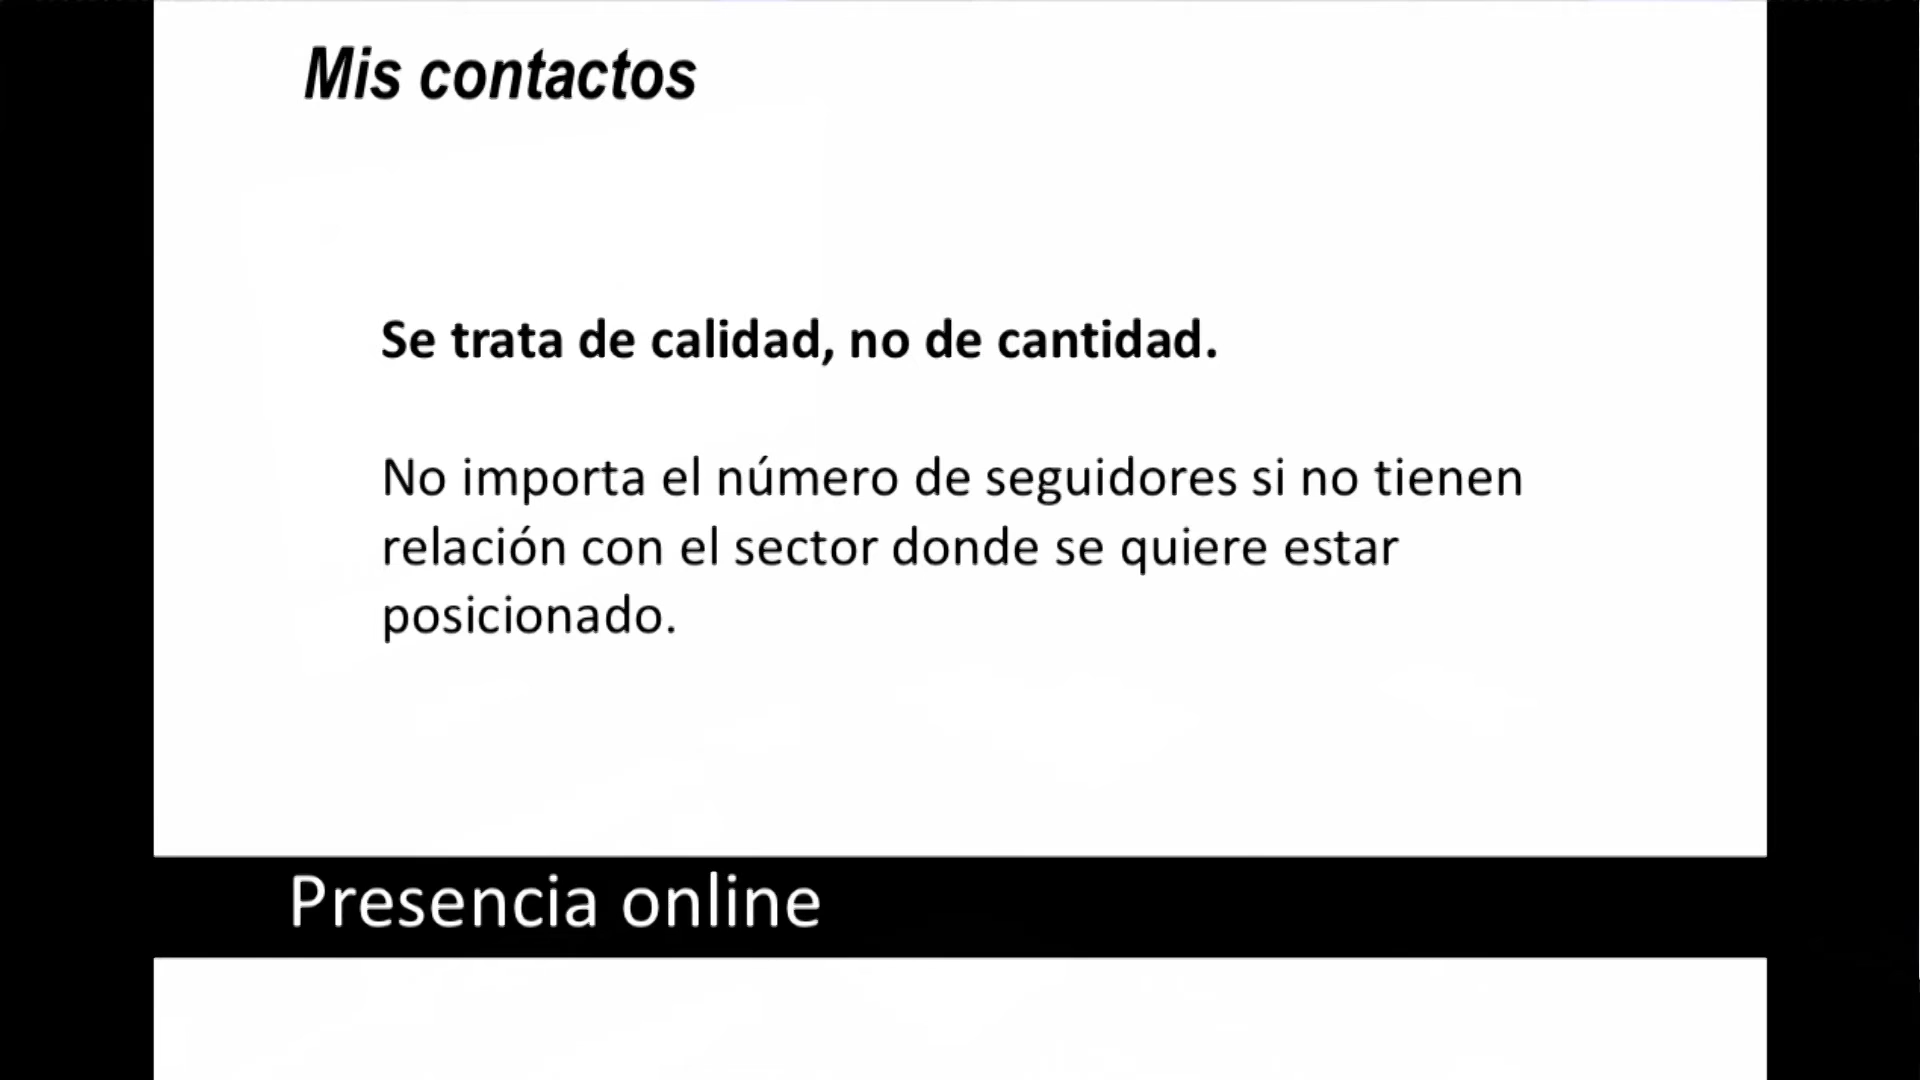 Mis contactos
Se trata de calidad, no de cantidad.
No importa el número de seguidores si no tienen
relación con el sector donde se quiere estar
posicionado.
Presencia online